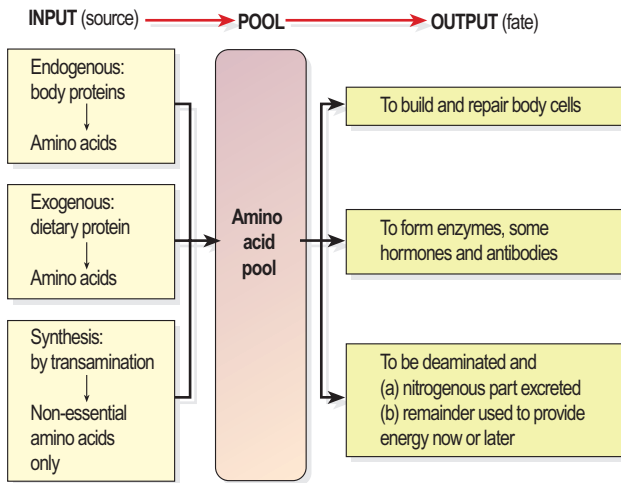 INPUT (source) POOL OUTPUT (fate)
Endogenous:
body proteins
Amino acids
Exogenous:
dietary protein
Amino acids
Synthesis:
by transamination
Non-essential
amino acids
only
Amino
acid
pool
To build and repair body cells
To form enzymes, some
hormones and antibodies
To be deaminated and
(a) nitrogenous part excreted
(b) remainder used to provide
energy now or later